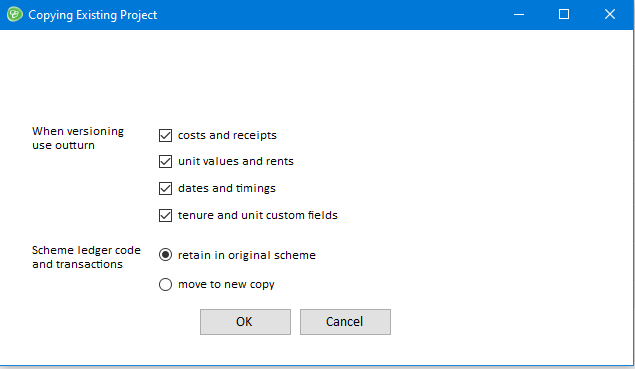 Copying Existing Project
When versioning
use outturn
costs and receipts
unit values and rents
dates and timings
tenure and unit custom fields
Scheme ledger code
and transactions
retain in original scheme
move to new copy
OK
Cancel